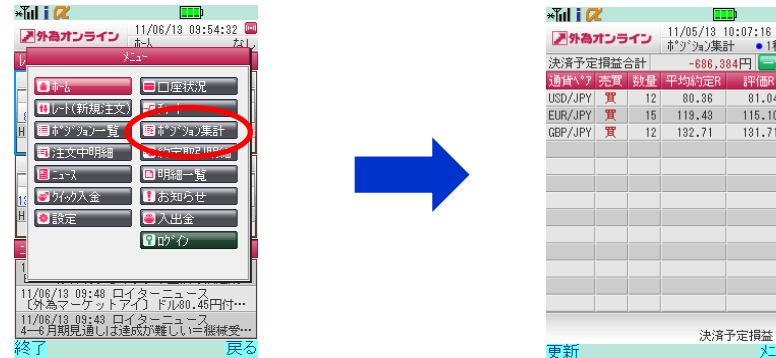 外為オンライン
11/06/13 09:54:32
ホーム なし
メニュー
ホーム 口座状況
レート(新規注文) チャート
ポジション一覧 ポジション集計
注文中明細 約定取引明細
ニュース 明細一覧
クイック入金 お知らせ
設定 入出金
ログイン
11/06/13 09:48 ロイターニュース
〔外為マーケットアイ〕ドル80.45円付…
11/06/13 09:43 ロイターニュース
4―6月期見通しは達成が難しい=機械受…
終了 戻る
外為オンライン
11/05/13 10:07:16
ポジション集計
決済予定損益合計 -686,384円
通貨ペア 売買 数量 平均約定R 評価R
USD/JPY 買 12 80.36 81.04
EUR/JPY 買 15 119.43 115.10
GBP/JPY 買 12 132.71 131.71
決済予定損益
更新